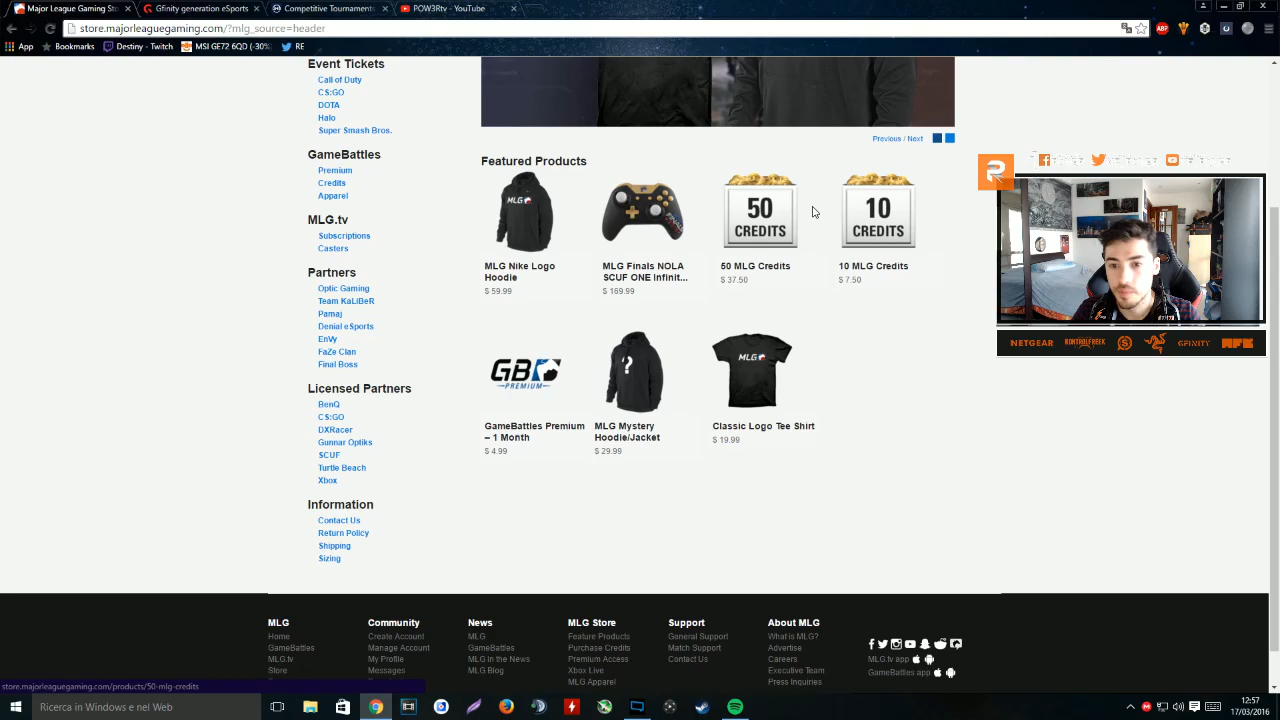 Major League Gaming St
Gfinity generation eSports
Competitive Tournament
POW3Rtv - YouTube
store.majorleaguegaming.com/?mlg_source=header
ABP
App
Bookmarks
Destiny - Twitch
MSI GE72 6QD (-30%
RE
Event Tickets
Call of Duty
CS:GO
DOTA
Halo
Super Smash Bros.
GameBattles
Premium
Credits
Apparel
MLG.tv
Subscriptions
Casters
Partners
Optic Gaming
Team KaLiBeR
Pamaj
Denial eSports
EnVy
FaZe Clan
Final Boss
Licensed Partners
BenQ
CS:GO
DXRacer
Gunnar Optiks
SCUF
Turtle Beach
Xbox
Information
Contact Us
Return Policy
Shipping
Sizing
Previous / Next
Featured Products
MLG
50
CREDITS
10
CREDITS
MLG Nike Logo
Hoodie
$ 59.99
MLG Finals NOLA
SCUF ONE Infinit...
$ 169.99
50 MLG Credits
$ 37.50
10 MLG Credits
$ 7.50
GB
PREMIUM
?
MLG
GameBattles Premium
– 1 Month
$ 4.99
MLG Mystery
Hoodie/Jacket
$ 29.99
Classic Logo Tee Shirt
$ 19.99
NETGEAR
KONTROLFREEK
GFINITY
MLG
Home
GameBattles
MLG.tv
Store
Community
Create Account
Manage Account
My Profile
Messages
News
MLG
GameBattles
MLG in the News
MLG Blog
MLG Store
Feature Products
Purchase Credits
Premium Access
Xbox Live
MLG Apparel
Support
General Support
Match Support
Contact Us
About MLG
What is MLG?
Advertise
Careers
Executive Team
Press Inquiries
MLG.tv app
GameBattles app
store.majorleaguegaming.com/products/50-mlg-credits
Ricerca in Windows e nel Web
12:57
17/03/2016